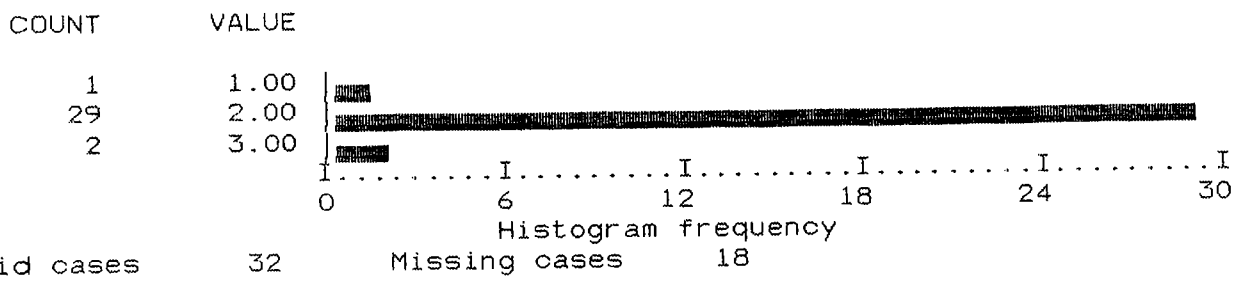 COUNT VALUE
1 1.00
29 2.00
2 3.00
I.........I.........I.........I.........I.........I
0 6 12 18 24 30
Histogram frequency
id cases 32 Missing cases 18